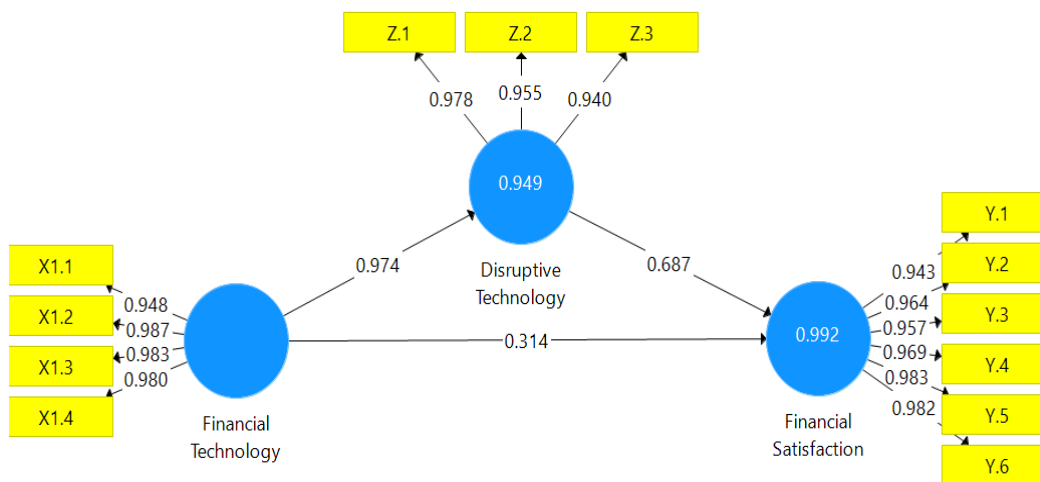 Z.1 Z.2 Z.3
0.978 0.955 0.940
0.949
Disruptive
Technology
0.974
0.687
X1.1
X1.2
X1.3
X1.4
0.948
0.987
0.983
0.980
Financial
Technology
0.314
0.992
Financial
Satisfaction
0.943
0.964
0.957
0.969
0.983
0.982
Y.1
Y.2
Y.3
Y.4
Y.5
Y.6